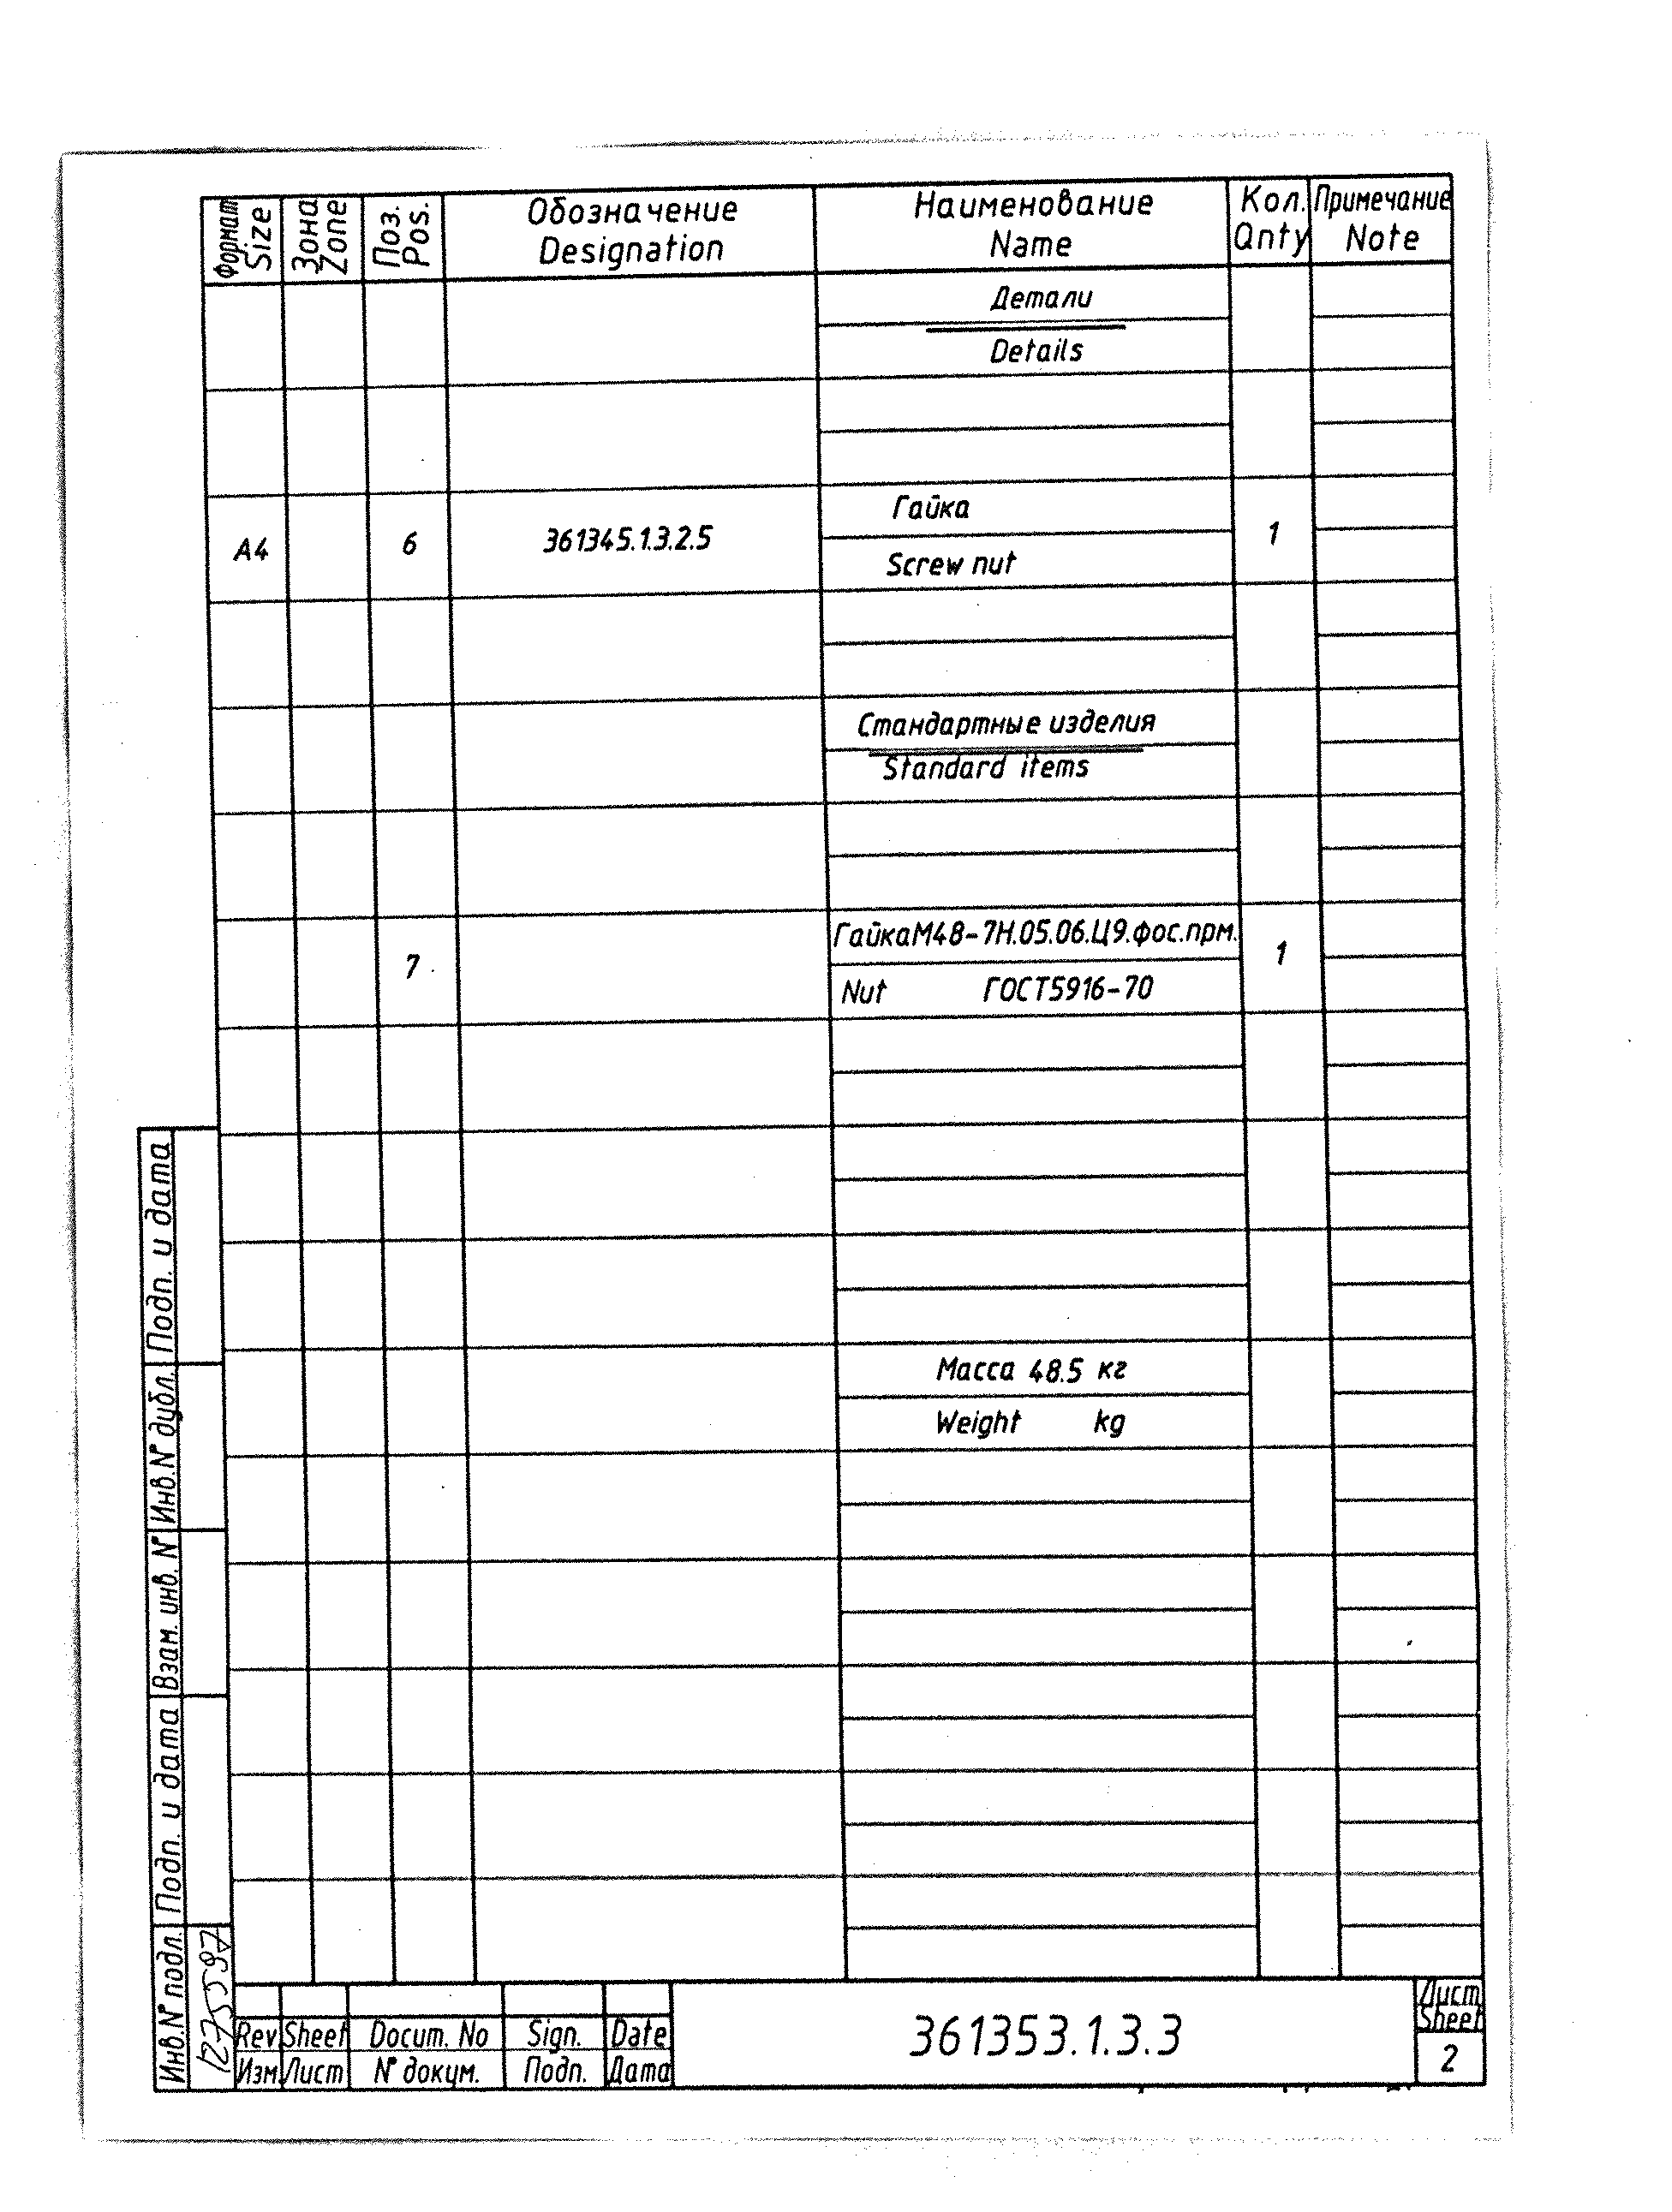 Формат
Size
Зона
Zone
Поз.
Pos.
Обозначение
Designation
Наименование
Name
Кол.
Qnty
Примечание
Note
Детали
Details
А4 6 361345.1.3.2.5 Гайка 1
Screw nut
Стандартные изделия
Standard items
7 ГайкаМ48-7Н.05.06.Ц9.фос.прм. 1
Nut ГОСТ5916-70
Масса 48.5 кг
Weight kg
Подп. и дата
Инв.№ дубл.
Взам. инв. №
Подп. и дата
Инв.№ подл.
Rev Sheet Docum. No Sign. Date
Изм Лист № докум. Подп. Дата
361353.1.3.3
Лист
Sheet
2